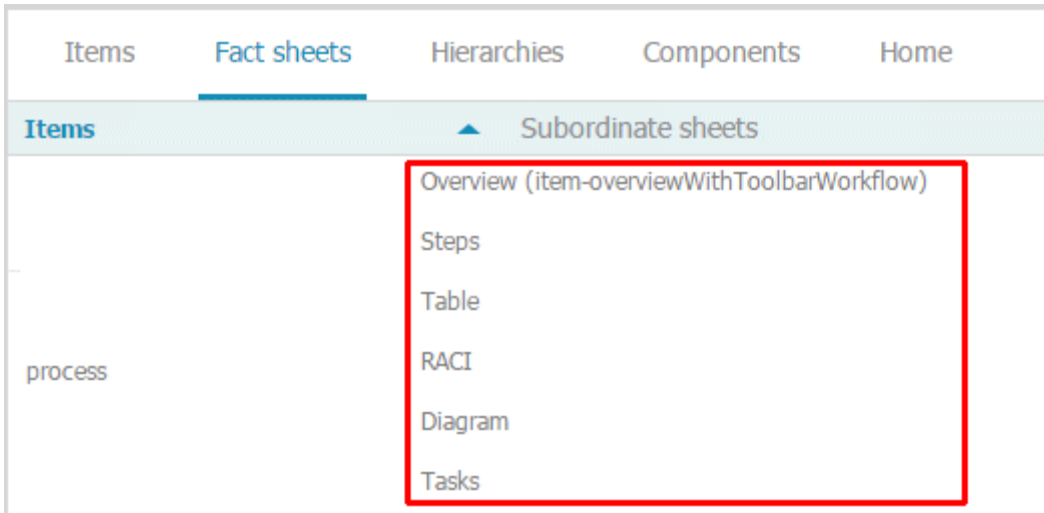 Items Fact sheets Hierarchies Components Home
Items Subordinate sheets
Overview (item-overviewWithToolbarWorkflow)
Steps
Table
RACI
process
Diagram
Tasks